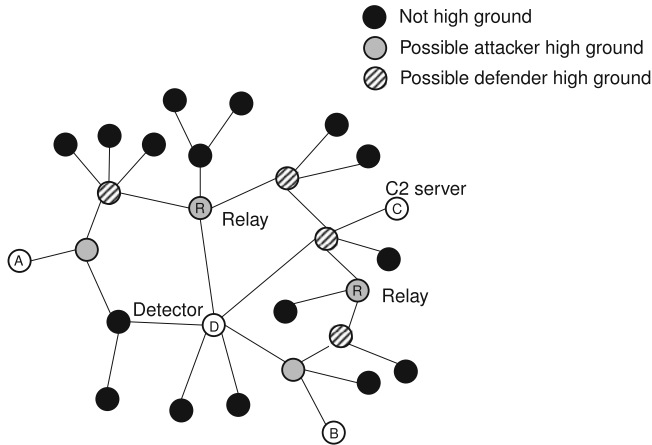 Not high ground
Possible attacker high ground
Possible defender high ground
C2 server
C
R
Relay
A
R
Relay
Detector
D
B